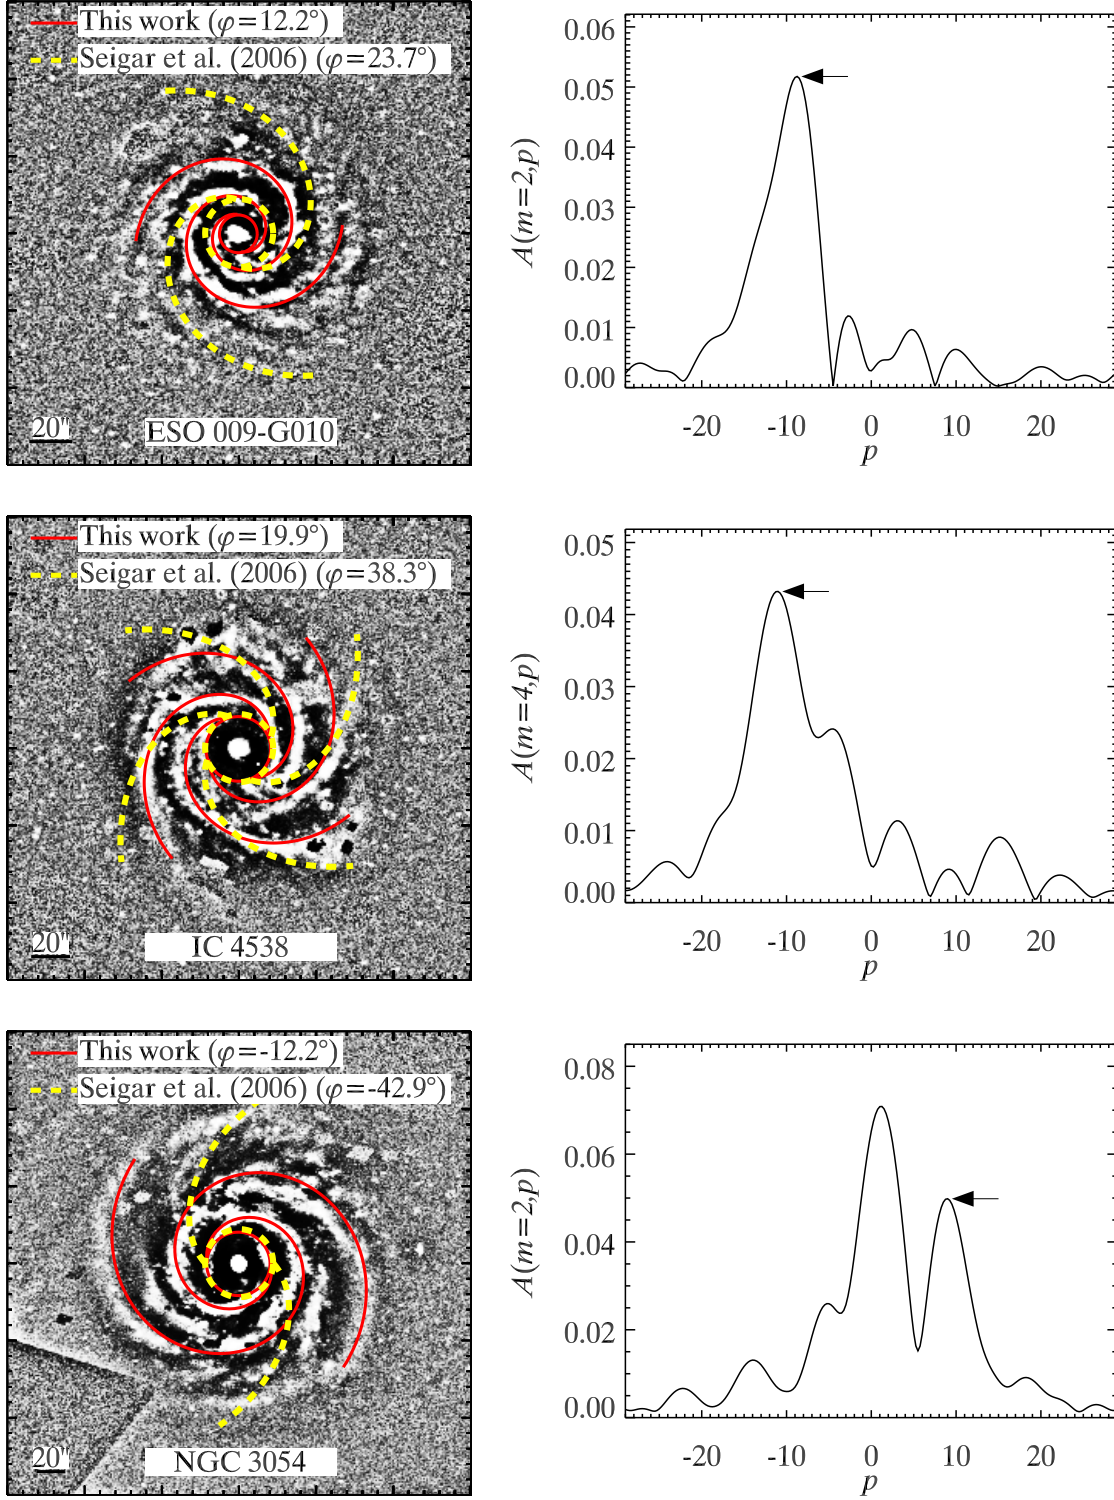 This work (φ=12.2°)
Seigar et al. (2006) (φ=23.7°)
20"
ESO 009-G010
0.06
0.05
0.04
0.03
0.02
0.01
0.00
A(m=2,p)
-20 -10 0 10 20
p
This work (φ=19.9°)
Seigar et al. (2006) (φ=38.3°)
20"
IC 4538
0.05
0.04
0.03
0.02
0.01
0.00
A(m=4,p)
-20 -10 0 10 20
p
This work (φ=-12.2°)
Seigar et al. (2006) (φ=-42.9°)
20"
NGC 3054
0.08
0.06
0.04
0.02
0.00
A(m=2,p)
-20 -10 0 10 20
p